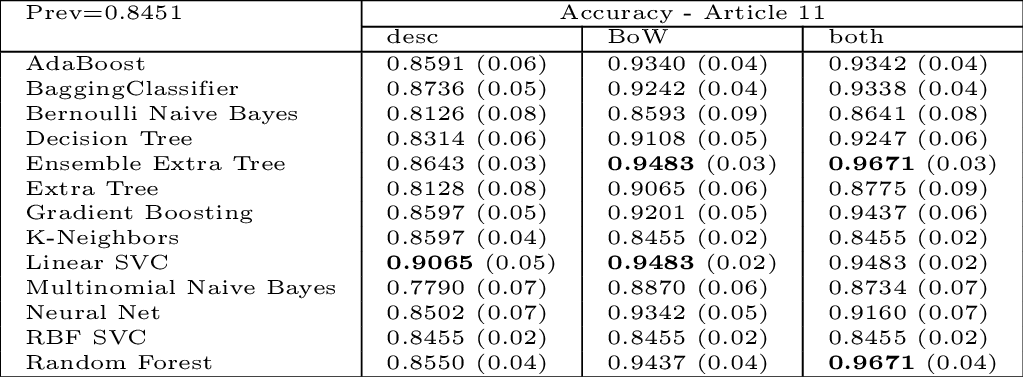 Prev=0.8451 Accuracy - Article 11
desc BoW both
AdaBoost 0.8591 (0.06) 0.9340 (0.04) 0.9342 (0.04)
BaggingClassifier 0.8736 (0.05) 0.9242 (0.04) 0.9338 (0.04)
Bernoulli Naive Bayes 0.8126 (0.08) 0.8593 (0.09) 0.8641 (0.08)
Decision Tree 0.8314 (0.06) 0.9108 (0.05) 0.9247 (0.06)
Ensemble Extra Tree 0.8643 (0.03) 0.9483 (0.03) 0.9671 (0.03)
Extra Tree 0.8128 (0.08) 0.9065 (0.06) 0.8775 (0.09)
Gradient Boosting 0.8597 (0.05) 0.9201 (0.05) 0.9437 (0.06)
K-Neighbors 0.8597 (0.04) 0.8455 (0.02) 0.8455 (0.02)
Linear SVC 0.9065 (0.05) 0.9483 (0.02) 0.9483 (0.02)
Multinomial Naive Bayes 0.7790 (0.07) 0.8870 (0.06) 0.8734 (0.07)
Neural Net 0.8502 (0.07) 0.9342 (0.05) 0.9160 (0.07)
RBF SVC 0.8455 (0.02) 0.8455 (0.02) 0.8455 (0.02)
Random Forest 0.8550 (0.04) 0.9437 (0.04) 0.9671 (0.04)